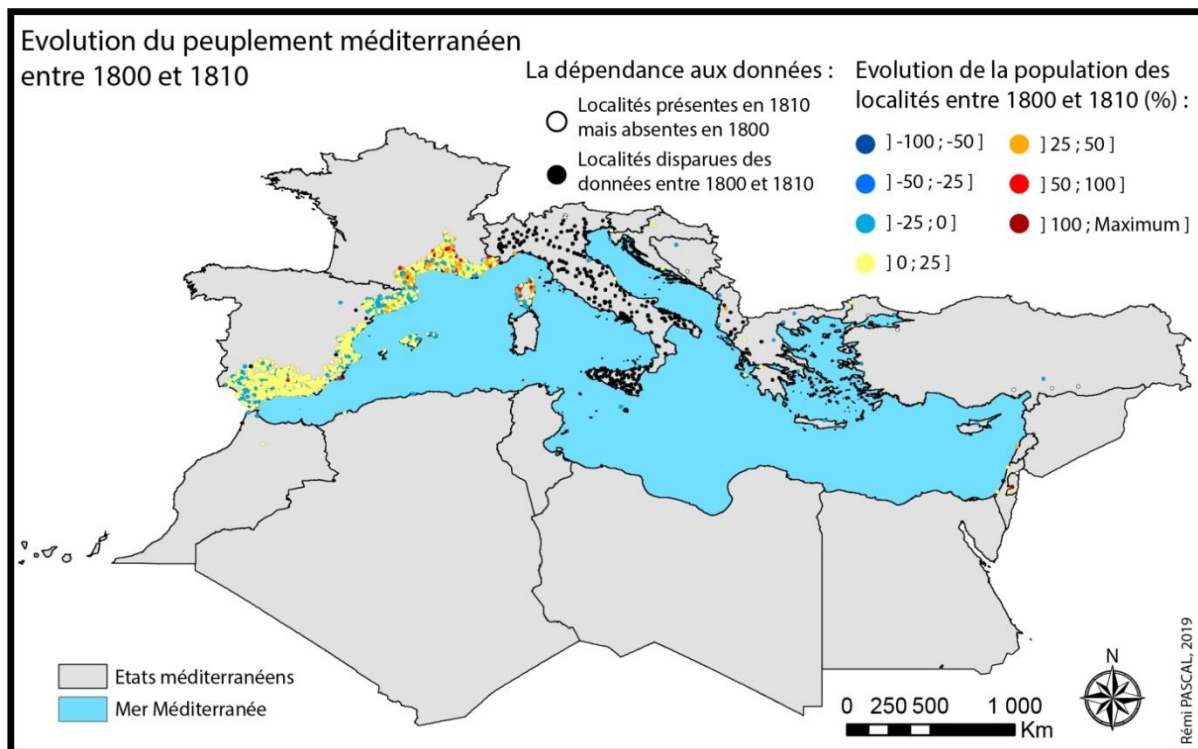 Evolution du peuplement méditerranéen
entre 1800 et 1810
La dépendance aux données :
Localités présentes en 1810
mais absentes en 1800
Localités disparues des
données entre 1800 et 1810
Evolution de la population des
localités entre 1800 et 1810 (%) :
] -100 ; -50 ]
] -50 ; -25 ]
] -25 ; 0 ]
] 0 ; 25 ]
] 25 ; 50 ]
] 50 ; 100 ]
] 100 ; Maximum ]
Etats méditerranéens
Mer Méditerranée
0 250 500 1 000
Km
N
Rémi PASCAL, 2019